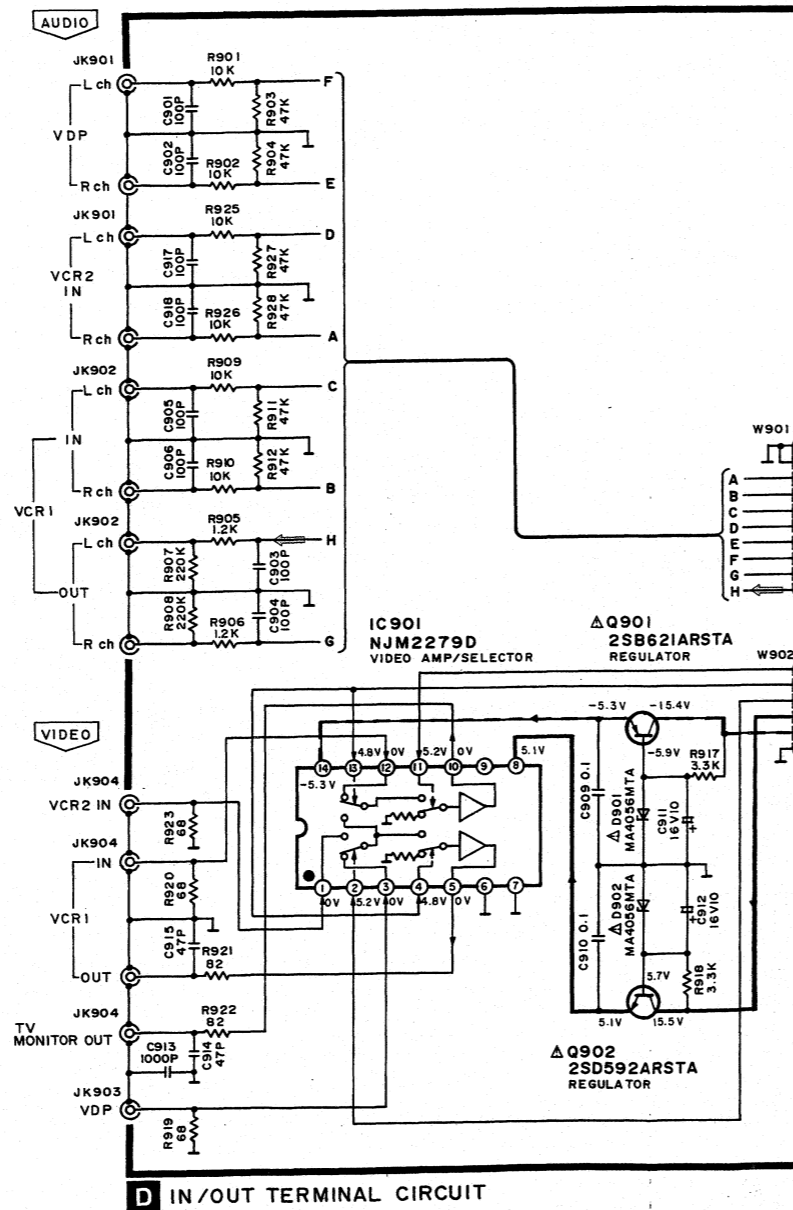 AUDIO
JK901
L ch
VDP
R ch
R901
10K
C901
100P
R903
47K
C902
100P
R904
47K
R902
10K
F
E
JK901
L ch
VCR2
IN
R ch
R925
10K
C917
100P
R927
47K
C918
100P
R928
47K
R926
10K
D
A
JK902
L ch
IN
R ch
R909
10K
C905
100P
R911
47K
C906
100P
R912
47K
R910
10K
C
B
VCR1
JK902
L ch
OUT
R ch
R905
1.2K
R907
220K
C903
100P
R908
220K
C904
100P
R906
1.2K
H
G
W901
A
B
C
D
E
F
G
H
IC901
NJM2279D
VIDEO AMP/SELECTOR
⚠Q901
2SB621ARSTA
REGULATOR
W902
VIDEO
JK904
VCR2 IN
R923
68
JK904
IN
VCR1
R920
68
C915
47P
R921
82
OUT
JK904
TV
MONITOR OUT
R922
82
C913
1000P
C914
47P
JK903
VDP
R919
68
4.8V 0V 5.2V 0V 5.1V
14 13 12 11 10 9 8
-5.3V
1 2 3 4 5 6 7
0V 5.2V 0V 4.8V 0V
-5.3V -15.4V
-5.9V
R917
3.3K
C909 0.1
⚠D901
MA4056MTA
C911
16V10
+
C910 0.1
⚠D902
MA4056MTA
C912
16V10
+
R918
3.3K
5.7V
5.1V 15.5V
⚠Q902
2SD592ARSTA
REGULATOR
D IN/OUT TERMINAL CIRCUIT